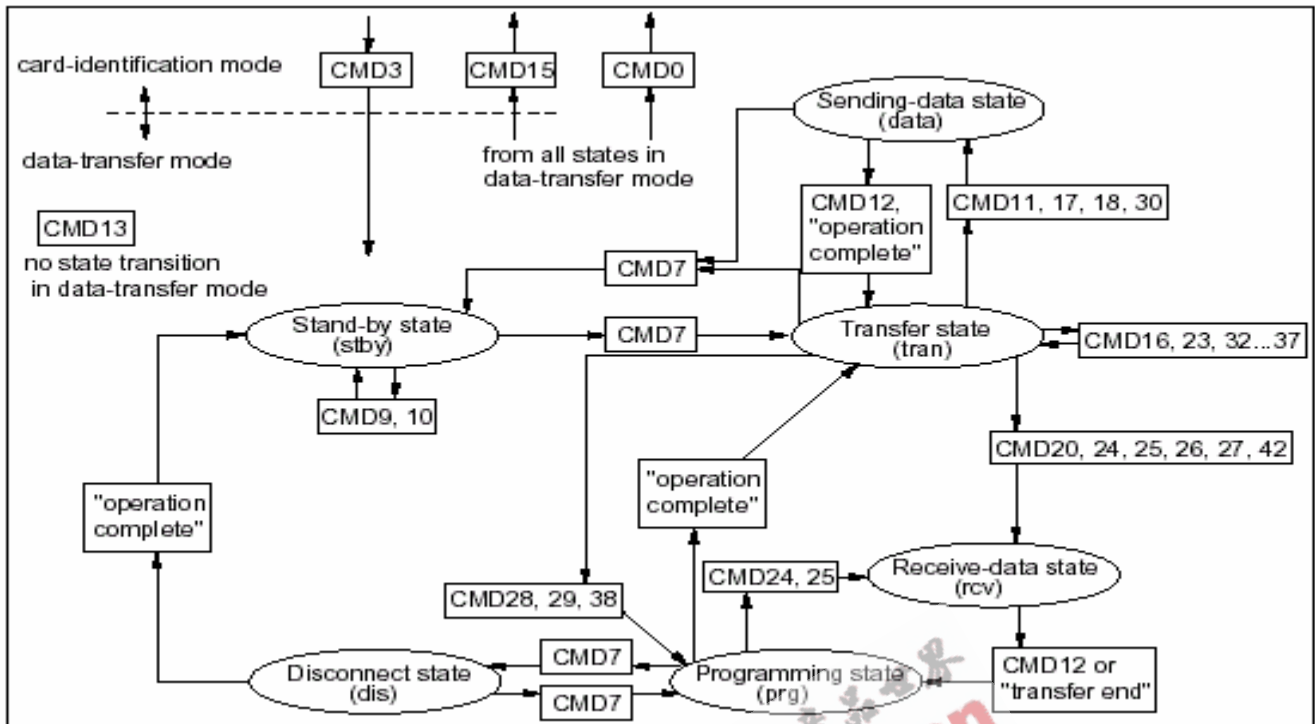 card-identification mode
CMD3
CMD15
CMD0
Sending-data state
(data)
data-transfer mode
from all states in
data-transfer mode
CMD12,
"operation
complete"
CMD11, 17, 18, 30
CMD13
no state transition
in data-transfer mode
CMD7
Stand-by state
(stby)
CMD7
Transfer state
(tran)
CMD16, 23, 32...37
CMD9, 10
CMD20, 24, 25, 26, 27, 42
"operation
complete"
"operation
complete"
CMD24, 25
Receive-data state
(rcv)
CMD28, 29, 38
CMD7
Disconnect state
(dis)
CMD7
Programming state
(prg)
CMD12 or
"transfer end"